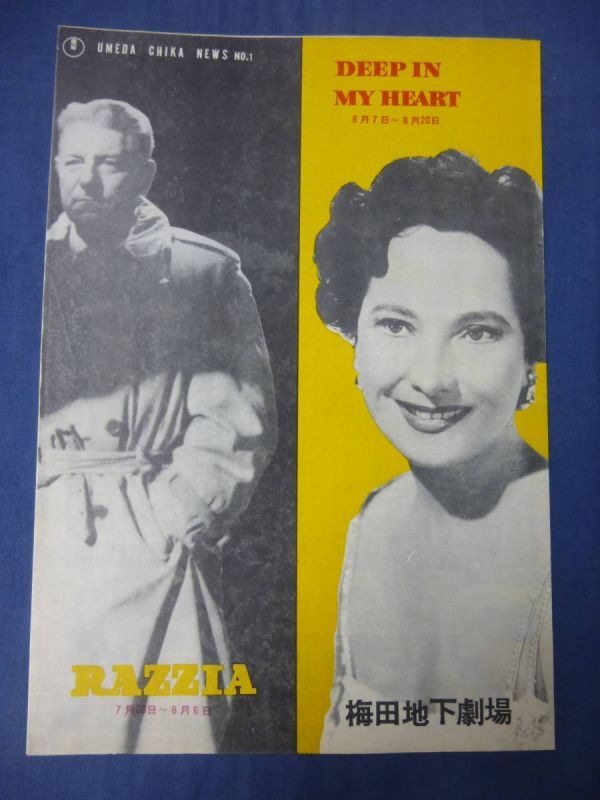 UMEDA CHIKA NEWS NO.1
DEEP IN
MY HEART
8月7日～8月20日
RAZZIA
7月28日～8月6日
梅田地下劇場